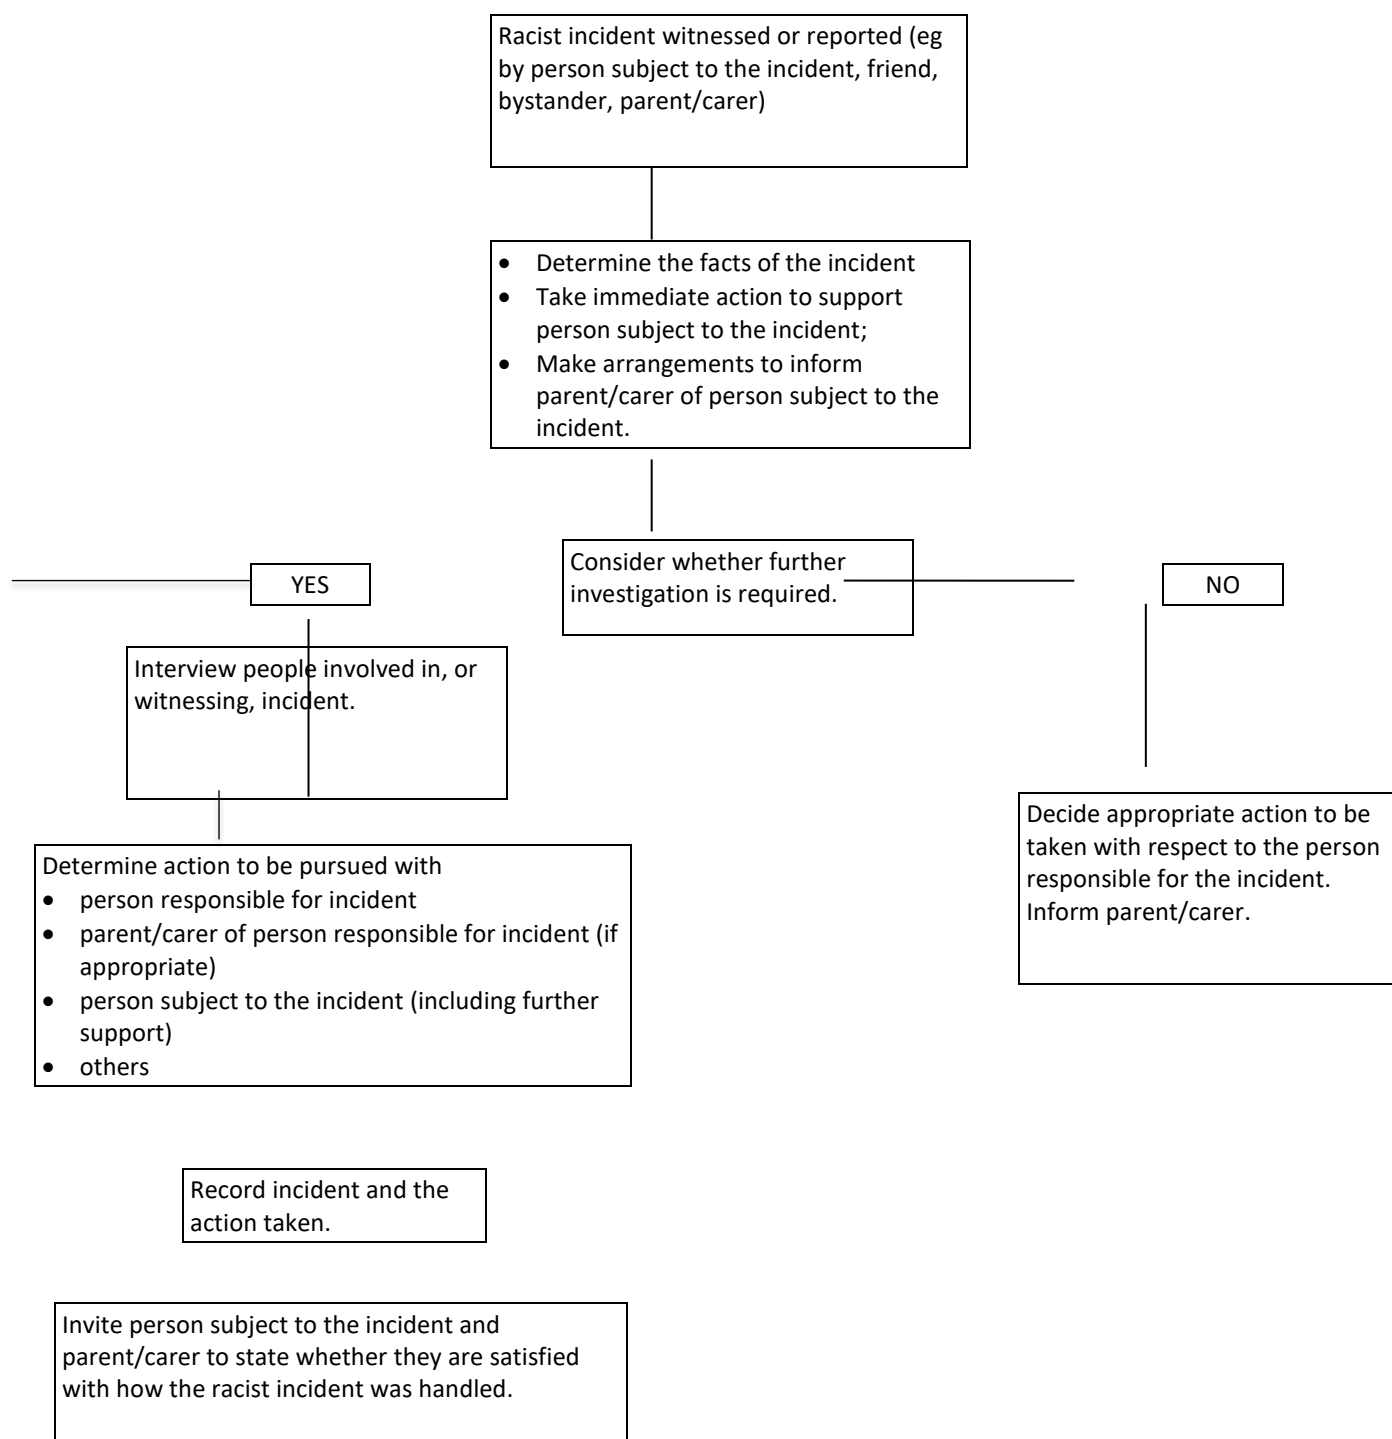 Racist incident witnessed or reported (eg
by person subject to the incident, friend,
bystander, parent/carer)
• Determine the facts of the incident
• Take immediate action to support
person subject to the incident;
• Make arrangements to inform
parent/carer of person subject to the
incident.
Consider whether further
investigation is required.
YES
NO
Interview people involved in, or
witnessing, incident.
Determine action to be pursued with
• person responsible for incident
• parent/carer of person responsible for incident (if
appropriate)
• person subject to the incident (including further
support)
• others
Decide appropriate action to be
taken with respect to the person
responsible for the incident.
Inform parent/carer.
Record incident and the
action taken.
Invite person subject to the incident and
parent/carer to state whether they are satisfied
with how the racist incident was handled.